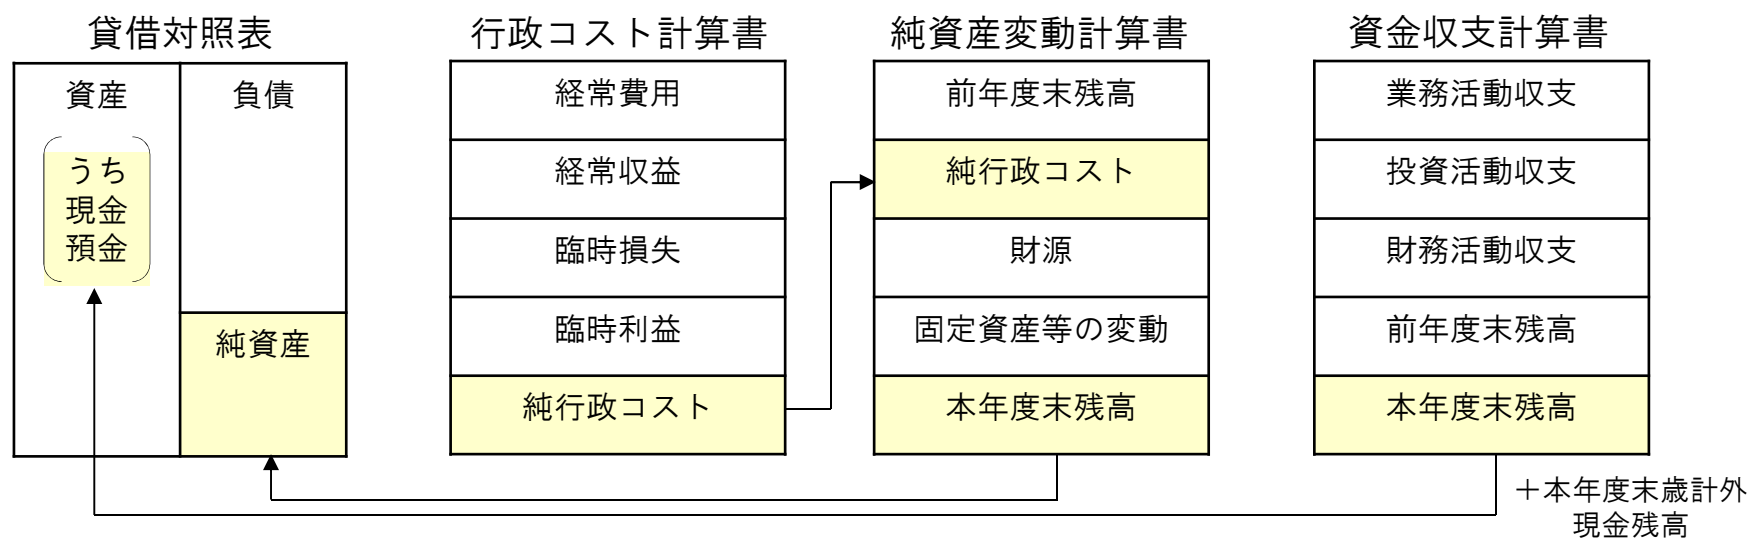 貸借対照表
資産
うち
現金
預金
負債
純資産
行政コスト計算書
経常費用
経常収益
臨時損失
臨時利益
純行政コスト
純資産変動計算書
前年度末残高
純行政コスト
財源
固定資産等の変動
本年度末残高
資金収支計算書
業務活動収支
投資活動収支
財務活動収支
前年度末残高
本年度末残高
＋本年度末歳計外
現金残高